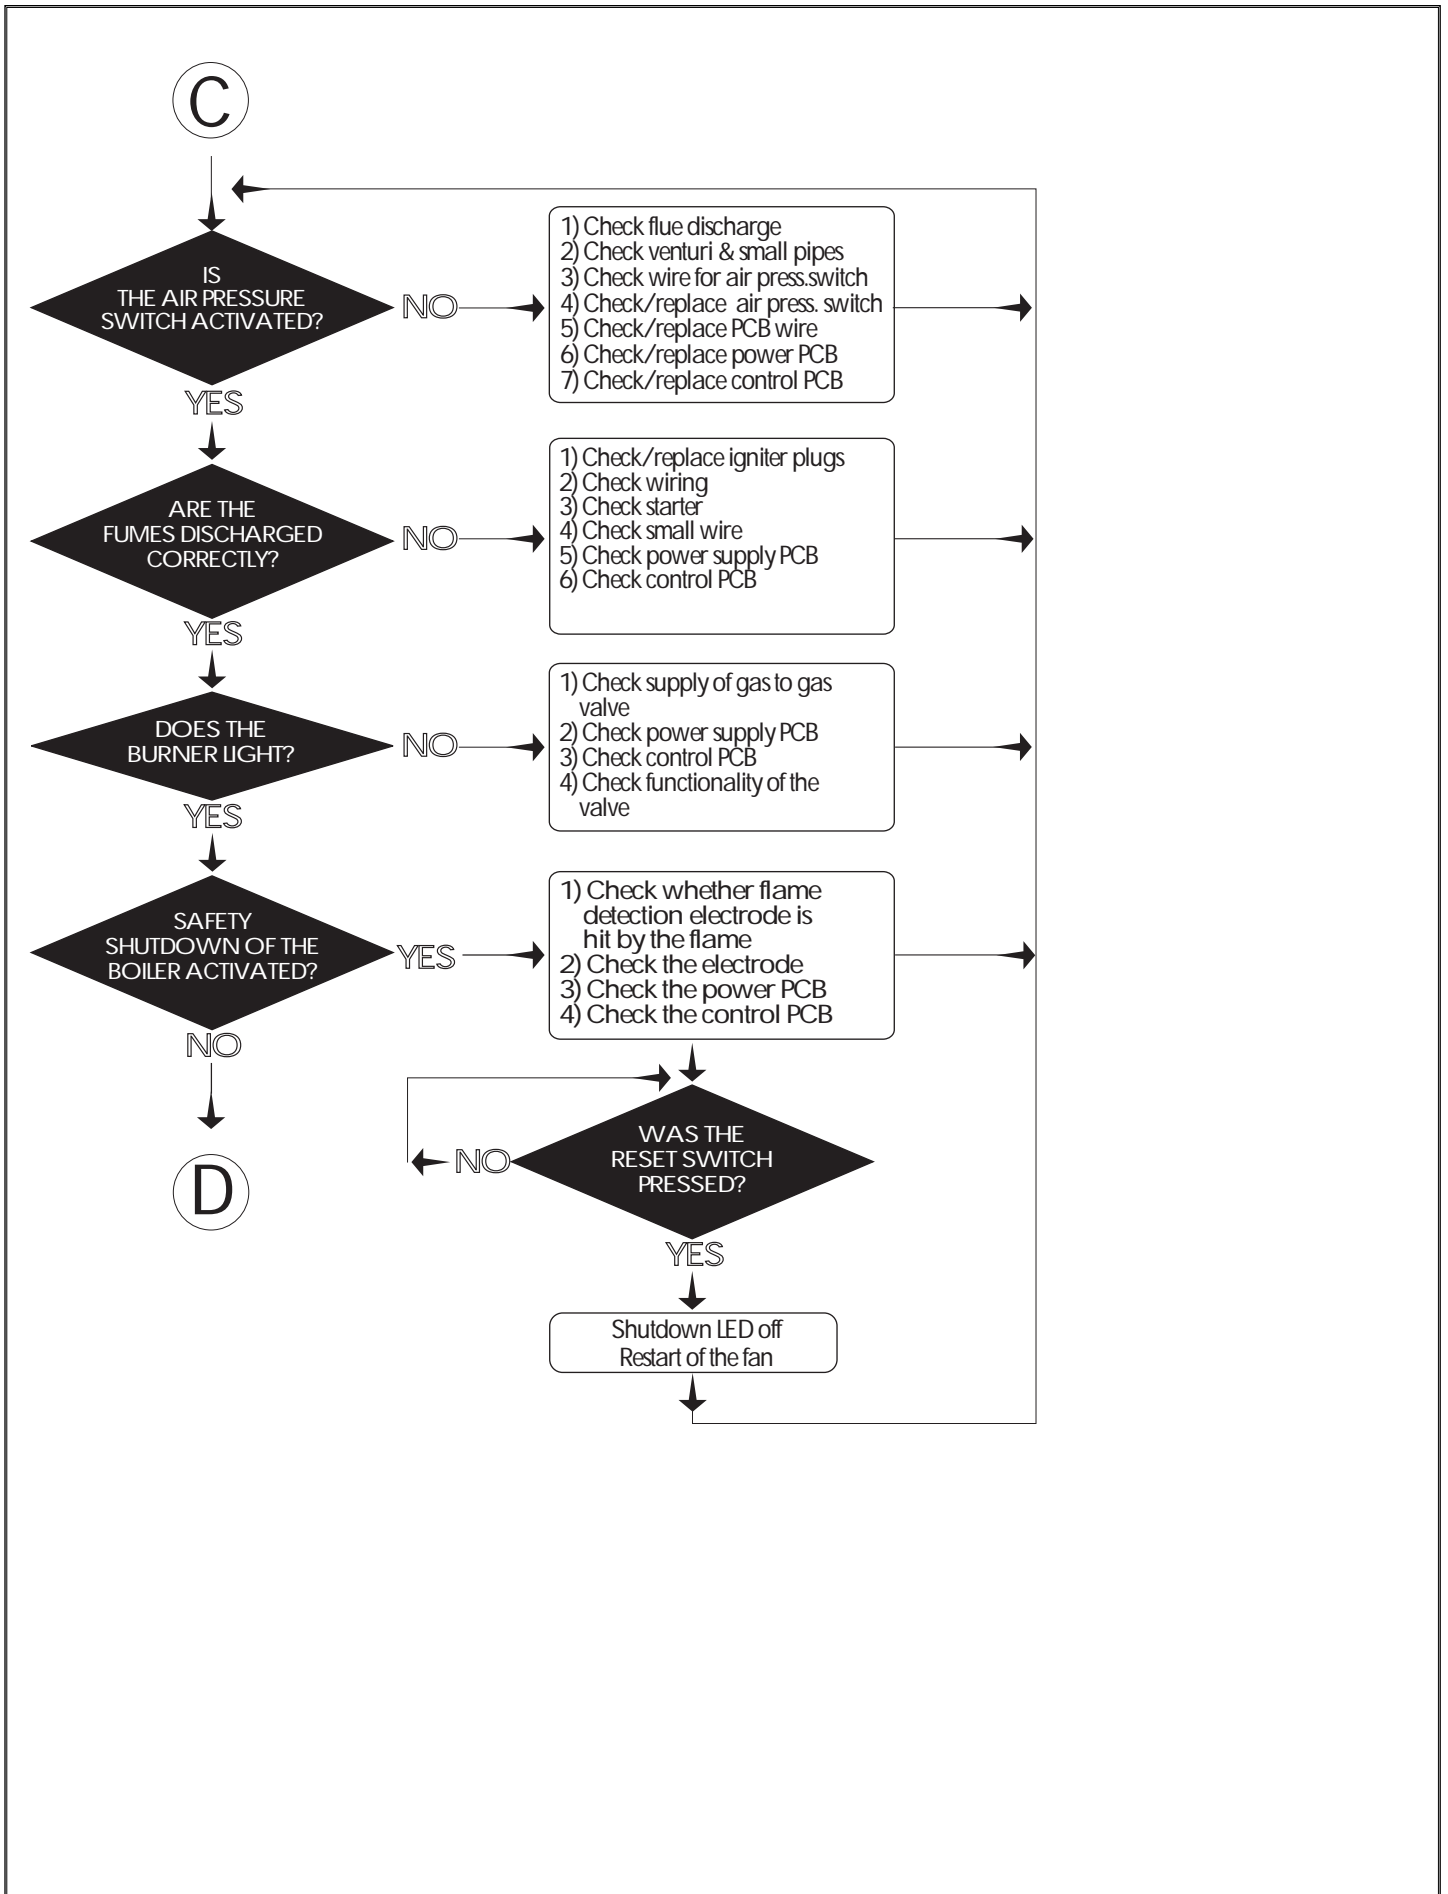 C
IS
THE AIR PRESSURE
SWITCH ACTIVATED?
NO
1) Check flue discharge
2) Check venturi & small pipes
3) Check wire for air press.switch
4) Check/replace air press. switch
5) Check/replace PCB wire
6) Check/replace power PCB
7) Check/replace control PCB
YES
ARE THE
FUMES DISCHARGED
CORRECTLY?
NO
1) Check/replace igniter plugs
2) Check wiring
3) Check starter
4) Check small wire
5) Check power supply PCB
6) Check control PCB
YES
DOES THE
BURNER LIGHT?
NO
1) Check supply of gas to gas
valve
2) Check power supply PCB
3) Check control PCB
4) Check functionality of the
valve
YES
SAFETY
SHUTDOWN OF THE
BOILER ACTIVATED?
YES
1) Check whether flame
detection electrode is
hit by the flame
2) Check the electrode
3) Check the power PCB
4) Check the control PCB
NO
D
WAS THE
RESET SWITCH
PRESSED?
NO
YES
Shutdown LED off
Restart of the fan